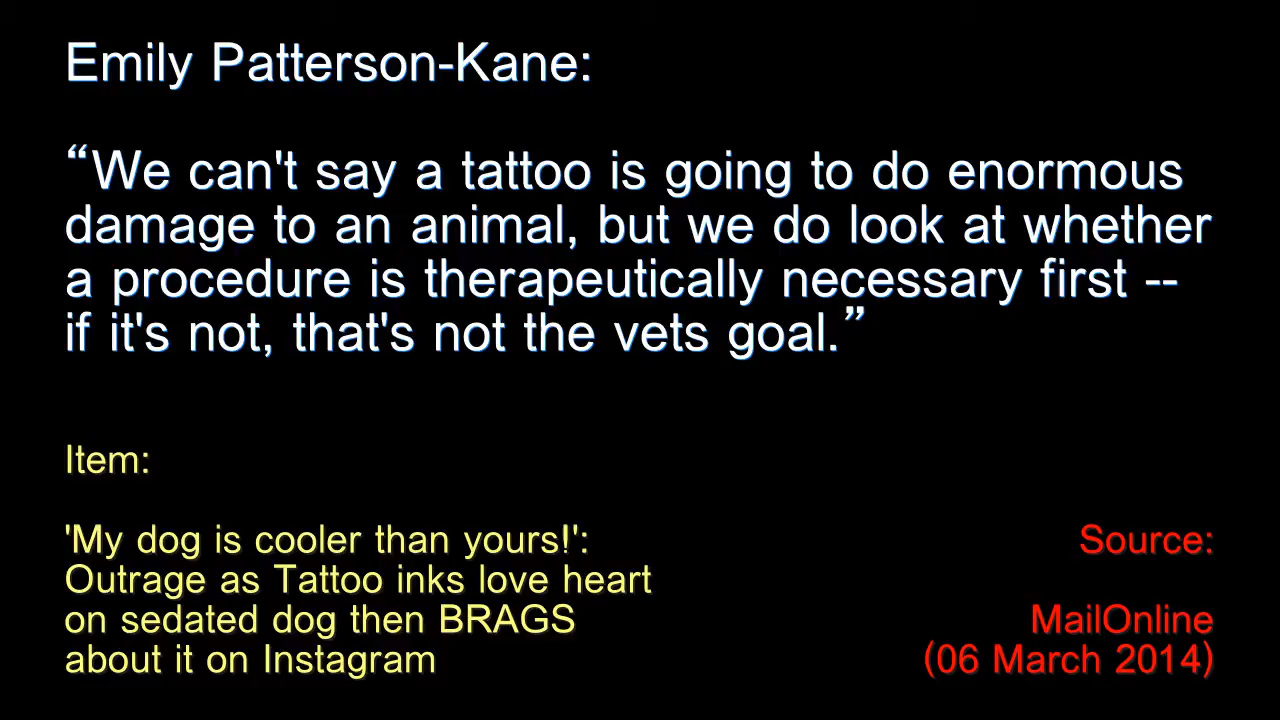 Emily Patterson-Kane:
“We can't say a tattoo is going to do enormous
damage to an animal, but we do look at whether
a procedure is therapeutically necessary first --
if it's not, that's not the vets goal.”
Item:
'My dog is cooler than yours!':
Outrage as Tattoo inks love heart
on sedated dog then BRAGS
about it on Instagram
Source:
MailOnline
(06 March 2014)